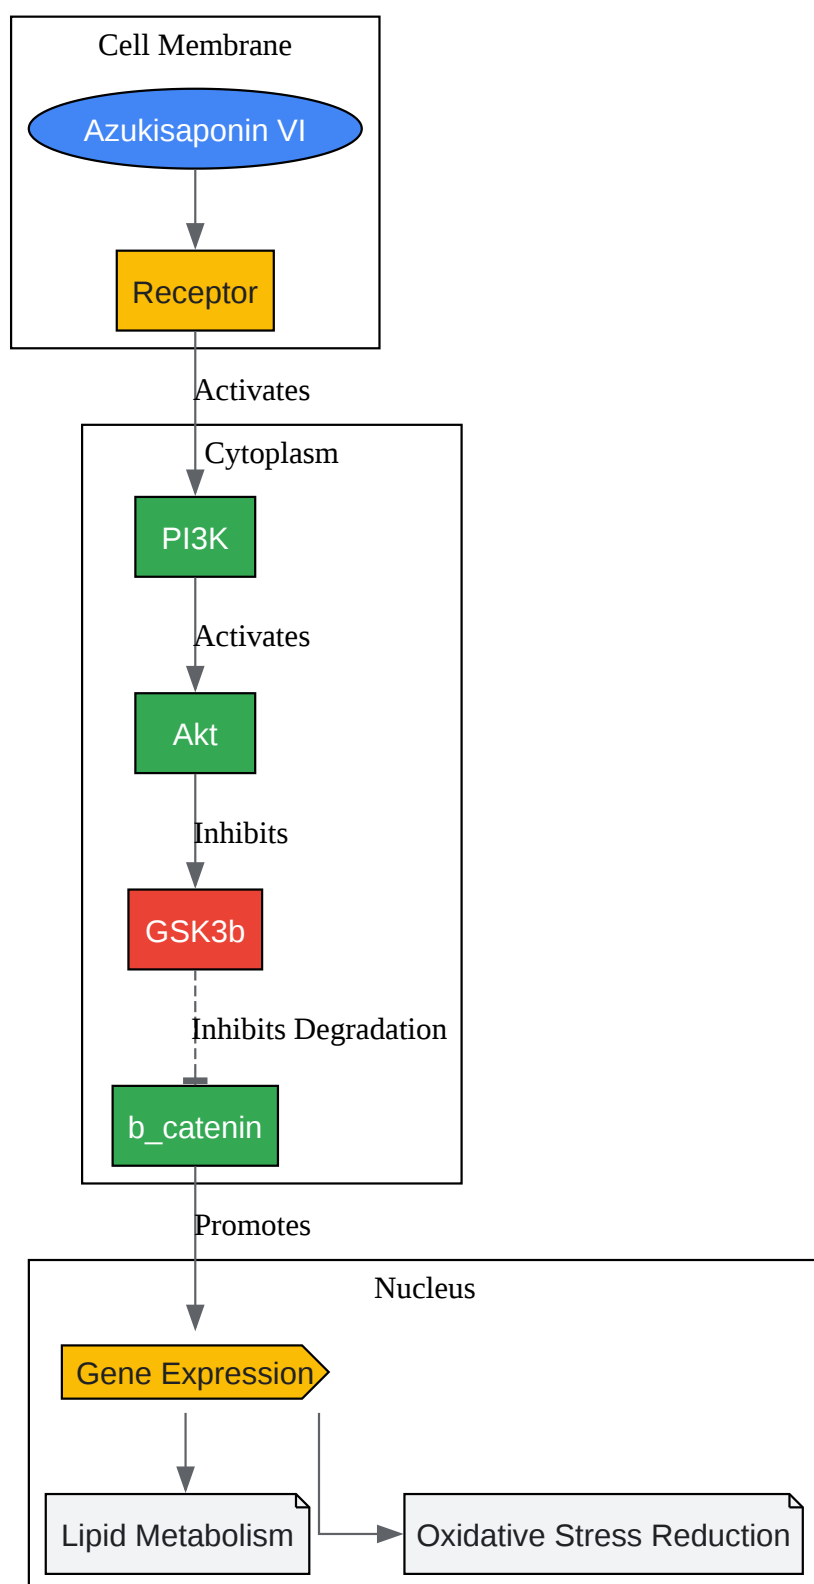 Cell Membrane
Azukisaponin VI
Receptor
Activates
Cytoplasm
PI3K
Activates
Akt
Inhibits
GSK3b
Inhibits Degradation
b_catenin
Promotes
Nucleus
Gene Expression
Lipid Metabolism
Oxidative Stress Reduction